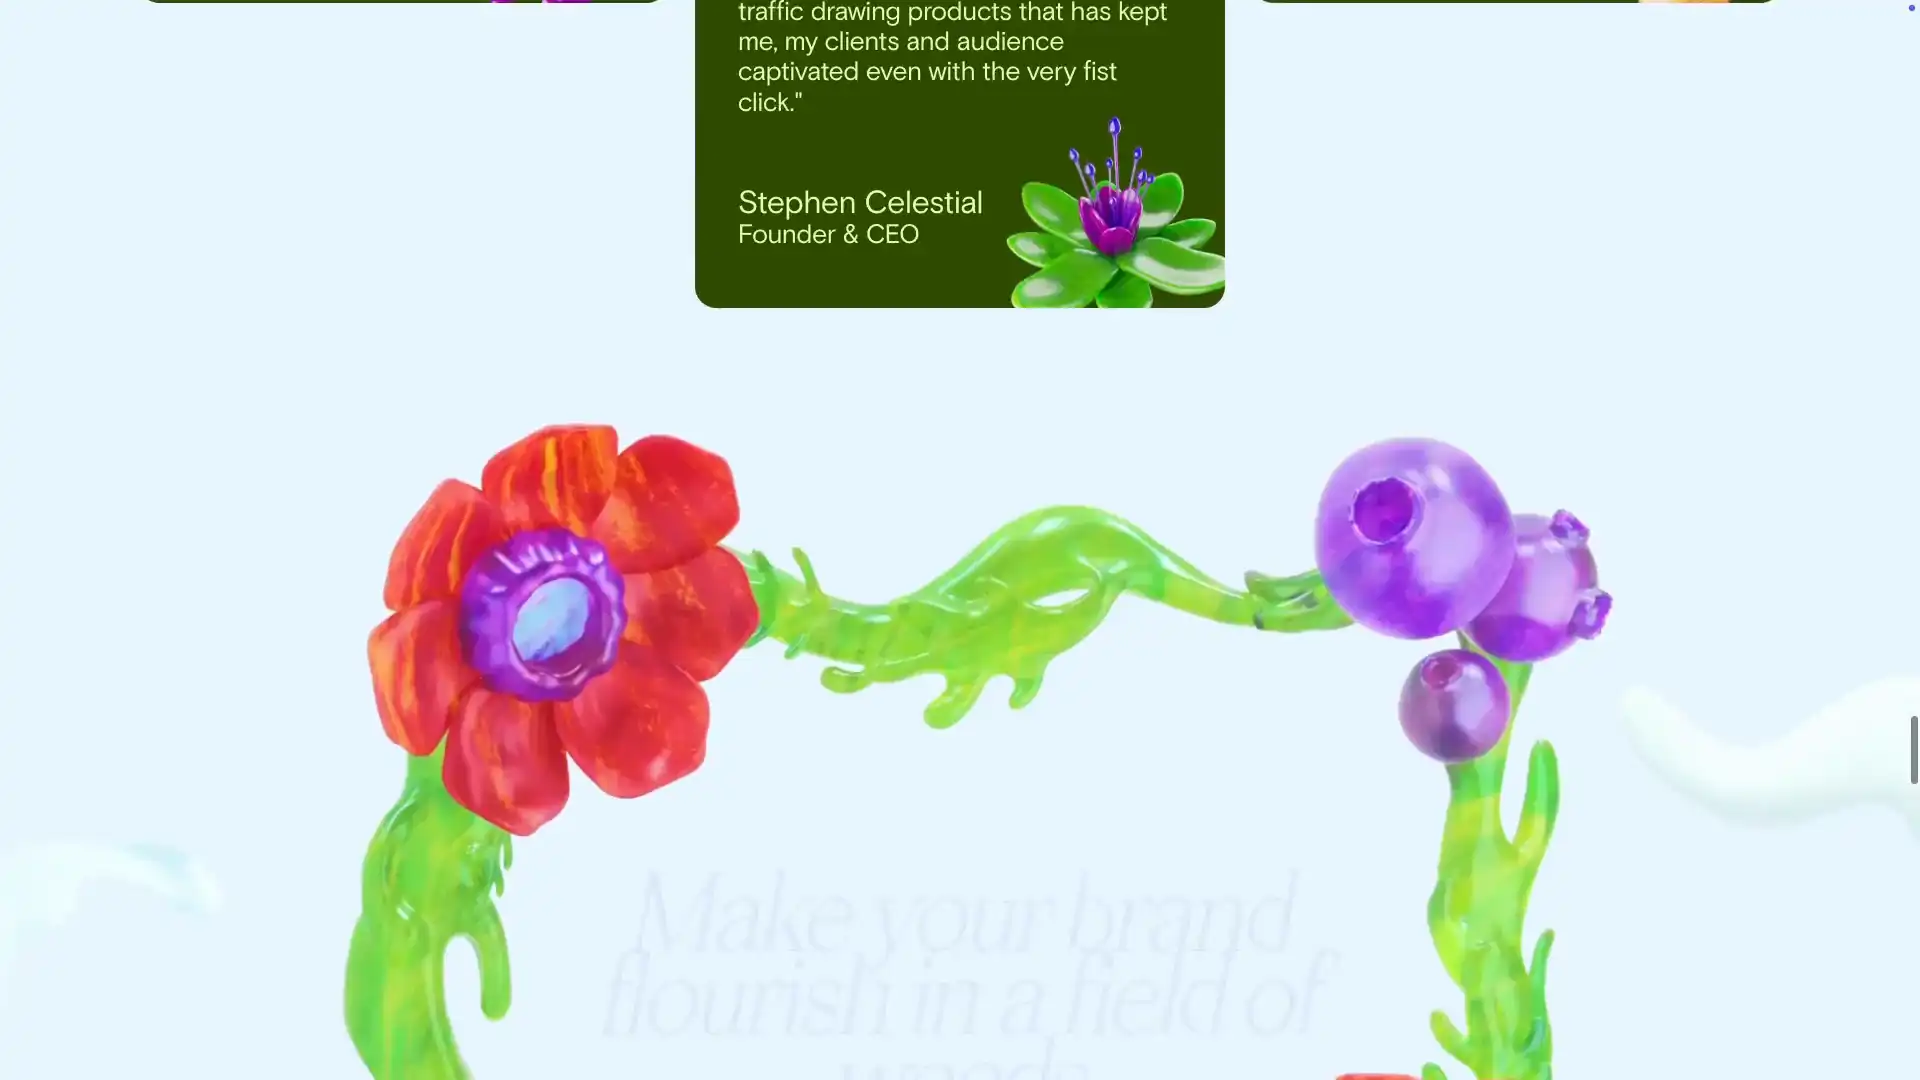 traffic drawing products that has kept
me, my clients and audience
captivated even with the very fist
click."
Stephen Celestial
Founder & CEO
Make your brand
flourish in a field of
weeds